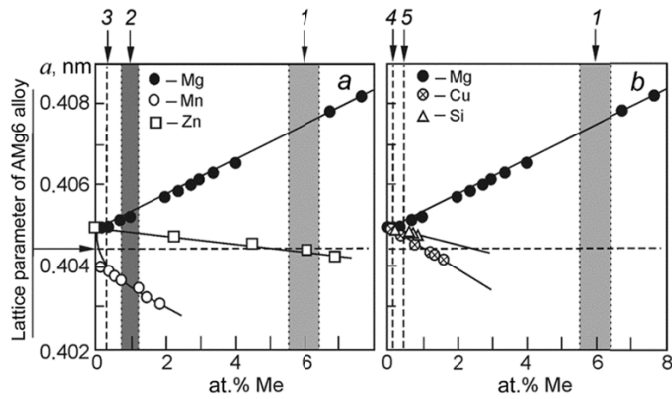 3 2 1
4 5 1
a, nm
a
Mg
Mn
Zn
b
Mg
Cu
Si
0.408
0.406
0.404
0.402
Lattice parameter of AMg6 alloy
0 2 4 6
0 2 4 6 8
at.% Me
at.% Me